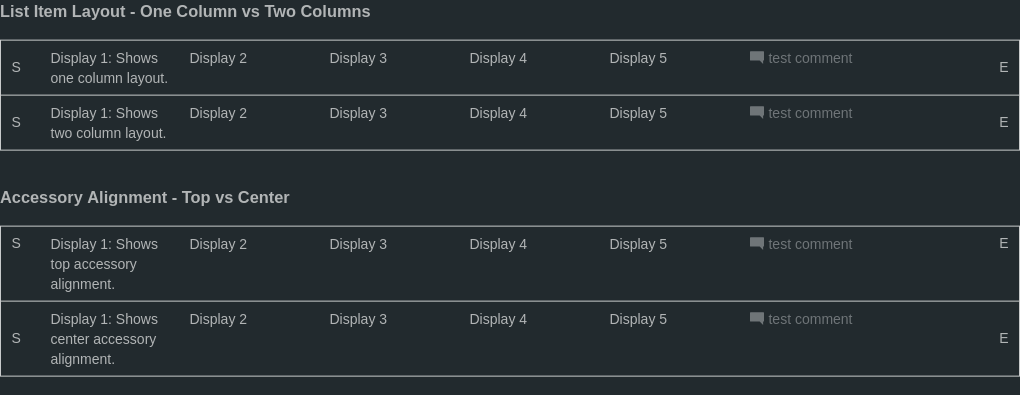 List Item Layout - One Column vs Two Columns
S Display 1: Shows Display 2 Display 3 Display 4 Display 5 test comment E
one column layout.
S Display 1: Shows Display 2 Display 3 Display 4 Display 5 test comment E
two column layout.
Accessory Alignment - Top vs Center
S Display 1: Shows Display 2 Display 3 Display 4 Display 5 test comment E
top accessory
alignment.
Display 1: Shows Display 2 Display 3 Display 4 Display 5 test comment
S center accessory E
alignment.